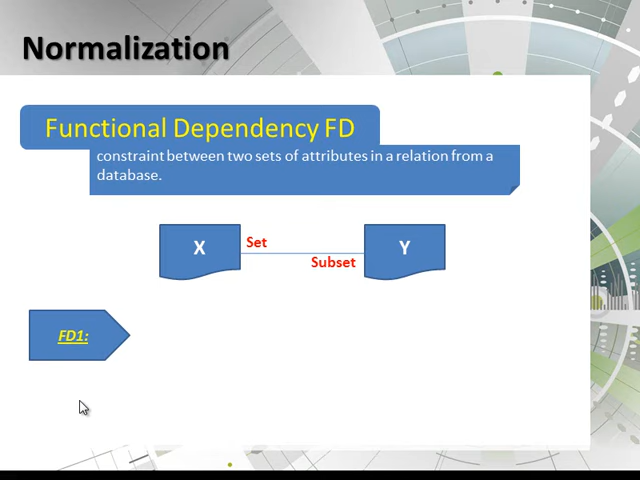 Normalization
Functional Dependency FD
constraint between two sets of attributes in a relation from a
database.
X
Set
Y
Subset
FD1: